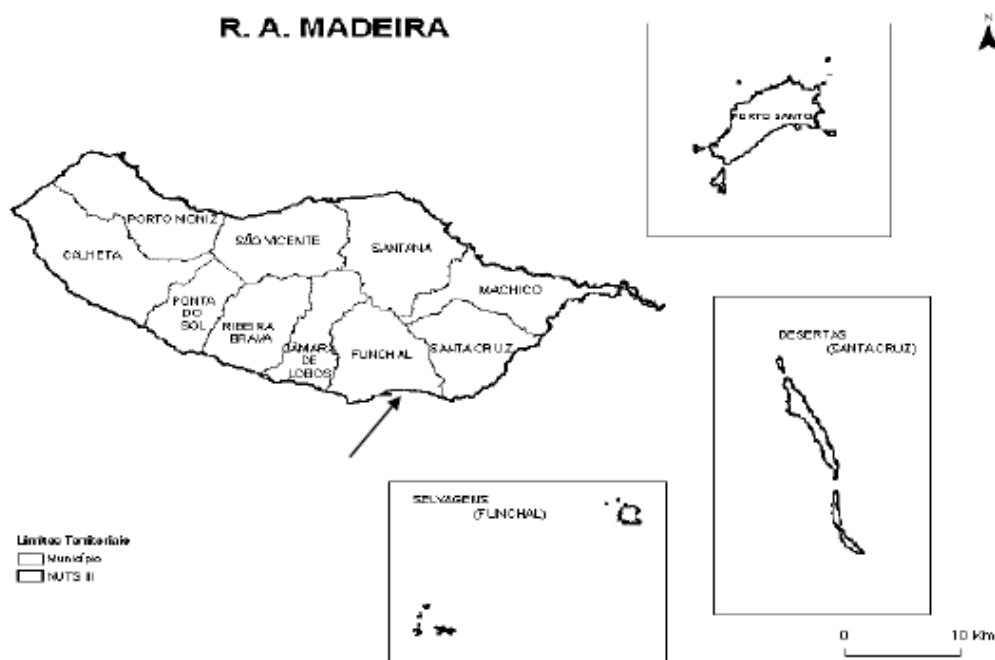 R. A. MADEIRA
N
PORTO SANTO
PORTO MONIZ
SÃO VICENTE
SANTANA
CALHETA
MACHICO
PONTA
DO
SOL
RIBEIRA
BRAVA
CÂMARA
DE
LOBOS
FUNCHAL
SANTA CRUZ
DESERTAS
(SANTA CRUZ)
SELVAGENS
(FUNCHAL)
Limites Territoriais
Município
NUTS III
0 10 Km